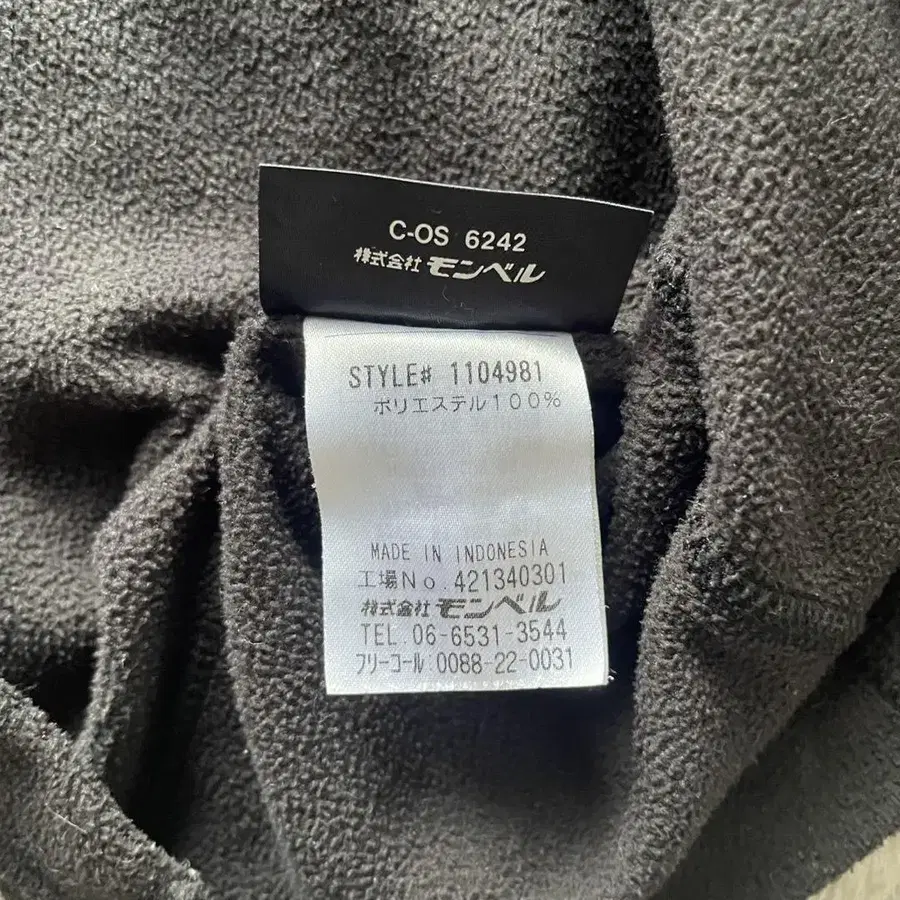 C-OS 6242
株式会社 モンベル
STYLE# 1104981
ポリエステル100%
MADE IN INDONESIA
工場No.421340301
株式会社 モンベル
TEL.06-6531-3544
フリーコール:0088-22-0031